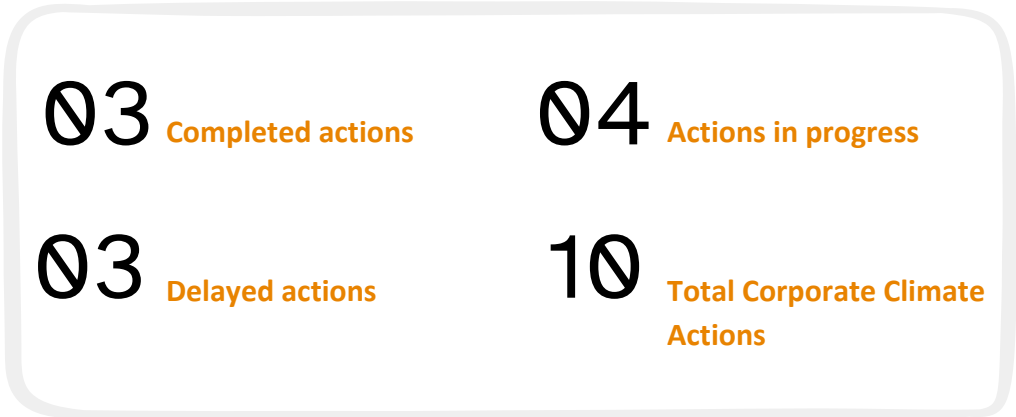 03 Completed actions
04 Actions in progress
03 Delayed actions
10 Total Corporate Climate
Actions